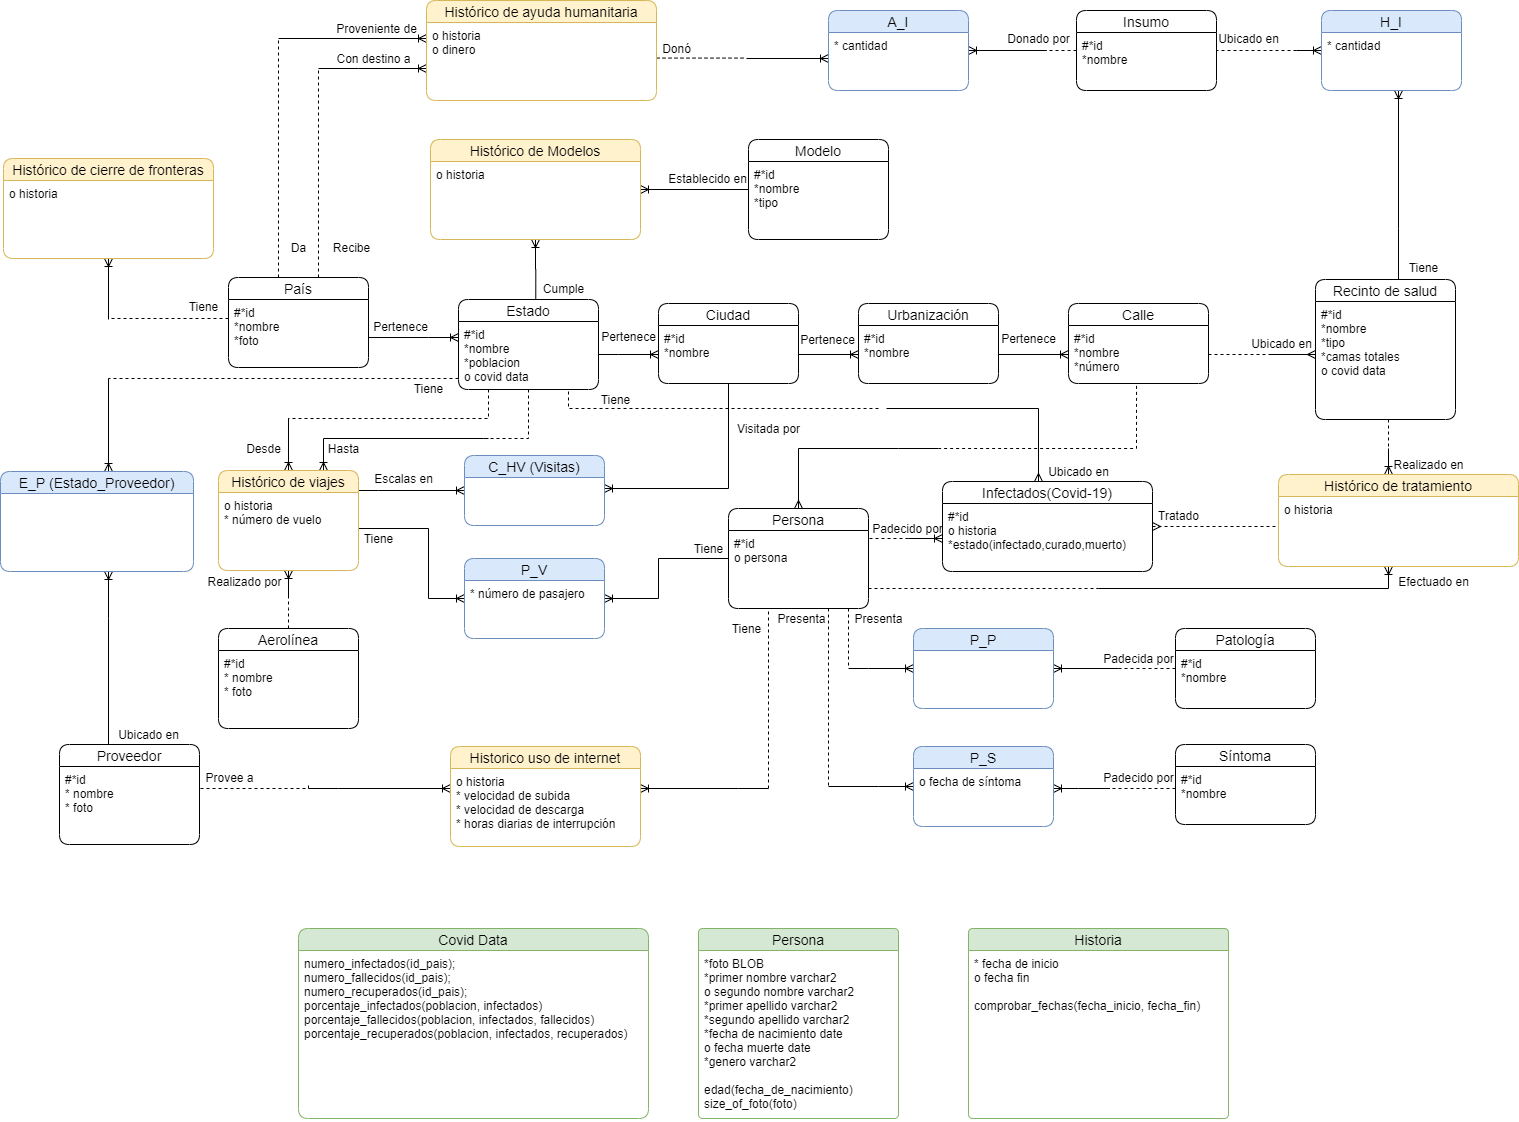 Histórico de ayuda humanitaria
o historia
o dinero
Proveniente de
Con destino a
Donó
A_I
* cantidad
Donado por
Insumo
#*id
*nombre
Ubicado en
H_I
* cantidad
Histórico de cierre de fronteras
o historia
Histórico de Modelos
o historia
Establecido en
Modelo
#*id
*nombre
*tipo
Da
Recibe
Tiene
País
#*id
*nombre
*foto
Pertenece
Cumple
Estado
#*id
*nombre
*poblacion
o covid data
Pertenece
Ciudad
#*id
*nombre
Pertenece
Urbanización
#*id
*nombre
Pertenece
Calle
#*id
*nombre
*número
Ubicado en
Tiene
Recinto de salud
#*id
*nombre
*tipo
*camas totales
o covid data
Tiene
Tiene
Visitada por
Desde
Hasta
E_P (Estado_Proveedor)
Histórico de viajes
o historia
* número de vuelo
Escalas en
C_HV (Visitas)
Tiene
P_V
* número de pasajero
Tiene
Persona
#*id
o persona
Padecido por
Ubicado en
Infectados(Covid-19)
#*id
o historia
*estado(infectado,curado,muerto)
Tratado
Realizado en
Histórico de tratamiento
o historia
Efectuado en
Realizado por
Aerolínea
#*id
* nombre
* foto
Tiene
Presenta
Presenta
P_P
Padecida por
Patología
#*id
*nombre
Ubicado en
Proveedor
#*id
* nombre
* foto
Provee a
Historico uso de internet
o historia
* velocidad de subida
* velocidad de descarga
* horas diarias de interrupción
P_S
o fecha de síntoma
Padecido por
Síntoma
#*id
*nombre
Covid Data
numero_infectados(id_pais);
numero_fallecidos(id_pais);
numero_recuperados(id_pais);
porcentaje_infectados(poblacion, infectados)
porcentaje_fallecidos(poblacion, infectados, fallecidos)
porcentaje_recuperados(poblacion, infectados, recuperados)
Persona
*foto BLOB
*primer nombre varchar2
o segundo nombre varchar2
*primer apellido varchar2
*segundo apellido varchar2
*fecha de nacimiento date
o fecha muerte date
*genero varchar2
edad(fecha_de_nacimiento)
size_of_foto(foto)
Historia
* fecha de inicio
o fecha fin
comprobar_fechas(fecha_inicio, fecha_fin)